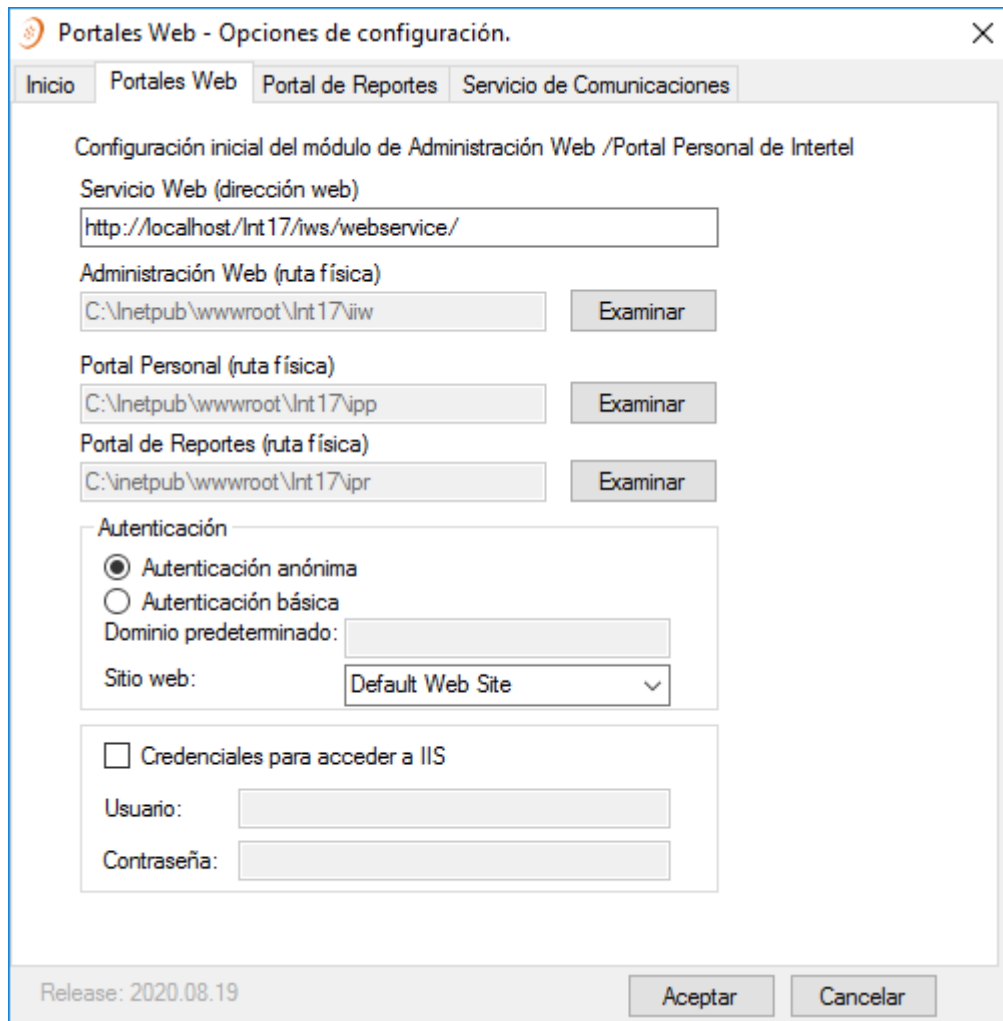 Portales Web - Opciones de configuración.
Inicio Portales Web Portal de Reportes Servicio de Comunicaciones
Configuración inicial del módulo de Administración Web /Portal Personal de Intertel
Servicio Web (dirección web)
http://localhost/Int17/iws/webservice/
Administración Web (ruta física)
C:\Inetpub\wwwroot\Int17\iiw Examinar
Portal Personal (ruta física)
C:\Inetpub\wwwroot\Int17\ipp Examinar
Portal de Reportes (ruta física)
C:\inetpub\wwwroot\Int17\ipr Examinar
Autenticación
Autenticación anónima
Autenticación básica
Dominio predeterminado:
Sitio web: Default Web Site
Credenciales para acceder a IIS
Usuario:
Contraseña:
Release: 2020.08.19 Aceptar Cancelar